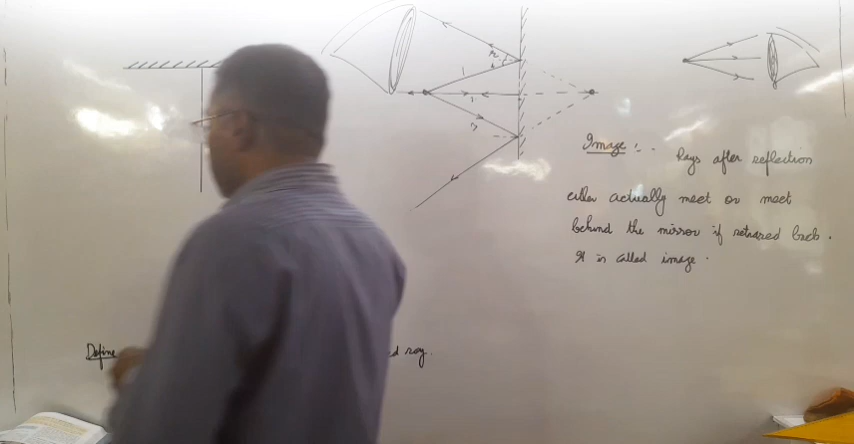 Image :-
Rays after reflection
either actually meet or meet
behind the mirror if retraced back.
It is called image.
Define
d ray.